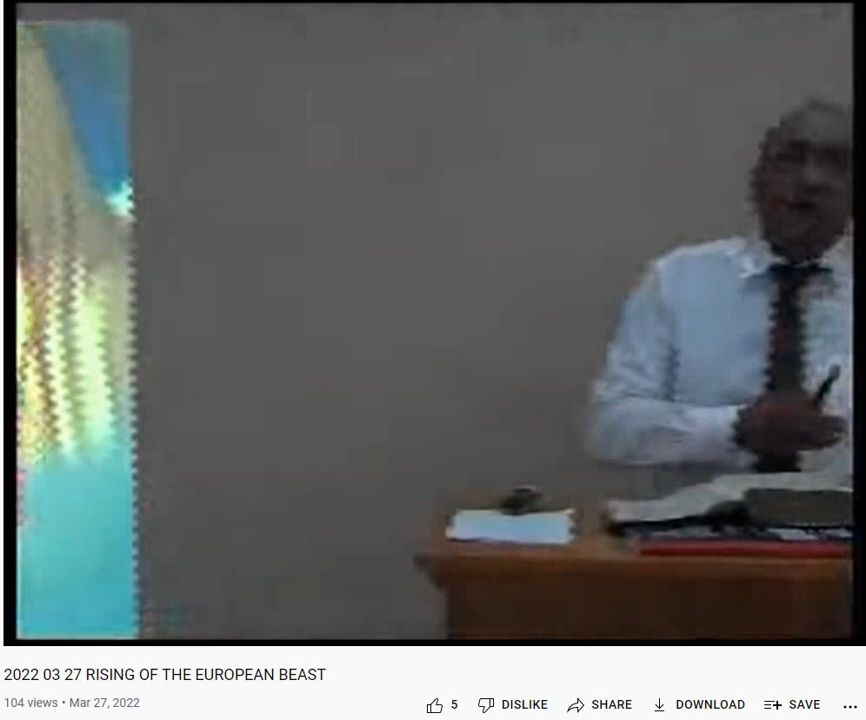 2022 03 27 RISING OF THE EUROPEAN BEAST
104 views • Mar 27, 2022
5 DISLIKE SHARE DOWNLOAD SAVE